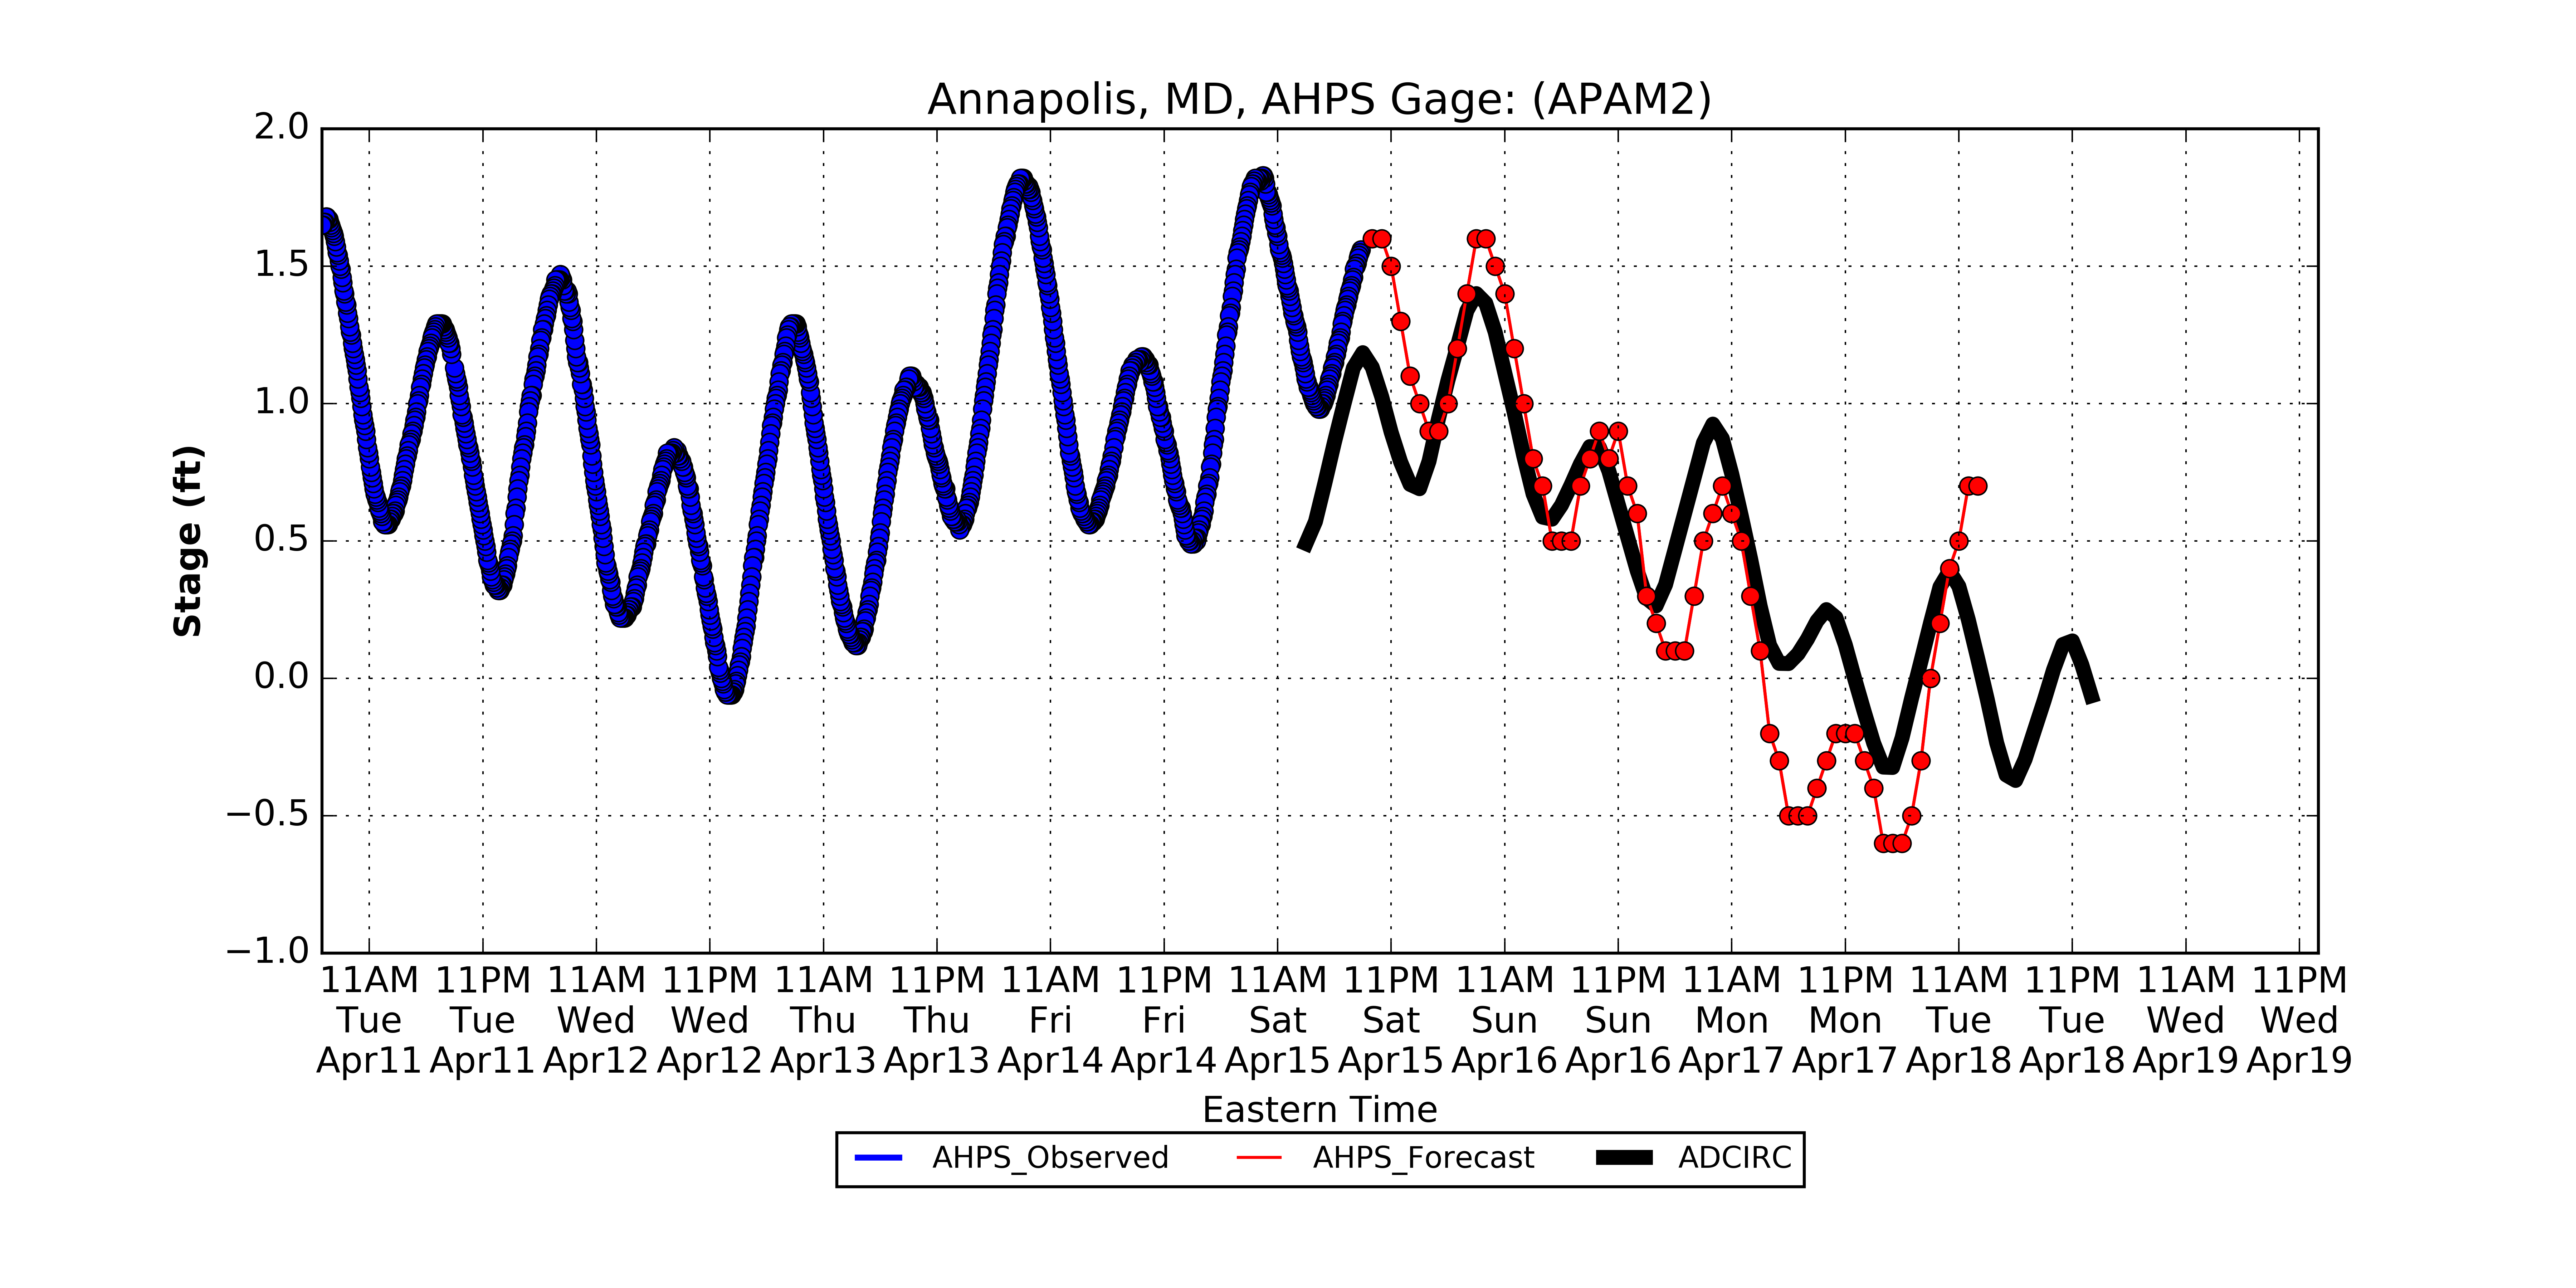 Annapolis, MD, AHPS Gage: (APAM2)
2.0
1.5
1.0
0.5
0.0
−0.5
−1.0
Stage (ft)
11AM 11PM 11AM 11PM 11AM 11PM 11AM 11PM 11AM 11PM 11AM 11PM 11AM 11PM 11AM 11PM 11AM 11PM
Tue Tue Wed Wed Thu Thu Fri Fri Sat Sat Sun Sun Mon Mon Tue Tue Wed Wed
Apr11 Apr11 Apr12 Apr12 Apr13 Apr13 Apr14 Apr14 Apr15 Apr15 Apr16 Apr16 Apr17 Apr17 Apr18 Apr18 Apr19 Apr19
Eastern Time
AHPS_Observed AHPS_Forecast ADCIRC